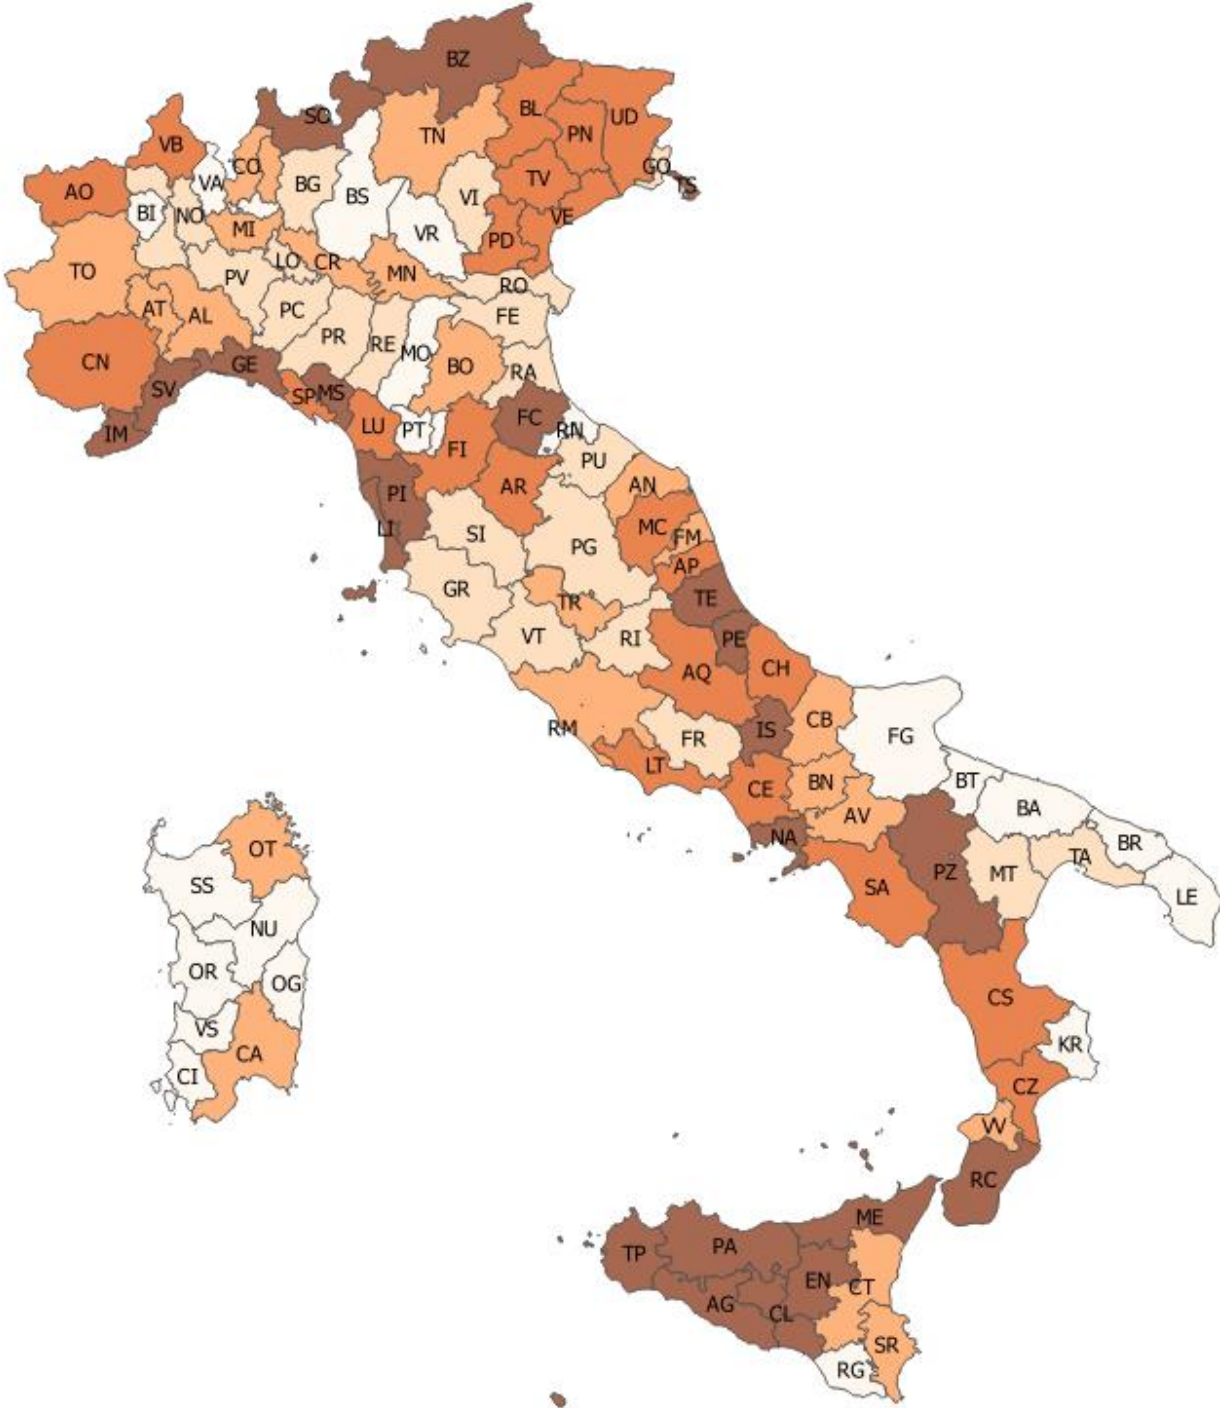 BZ
SO
BL
UD
PN
TN
VB
CO
GO
VA
BG
TV
TS
AO
BS
VI
BI
NO
VE
MI
VR
PD
LO
CR
TO
PV
MN
RO
AT
AL
PC
FE
PR
RE
MO
CN
GE
BO
RA
SV
SP
MS
FC
LU
PT
RN
IM
FI
PU
PI
AR
AN
LI
SI
MC
FM
PG
AP
GR
TR
TE
VT
RI
PE
AQ
CH
CB
RM
IS
FR
FG
LT
BT
CE
BN
BA
AV
NA
BR
OT
TA
PZ
MT
SS
SA
LE
NU
OR
OG
CS
VS
KR
CA
CI
CZ
VV
RC
ME
PA
TP
EN
CT
AG
CL
SR
RG